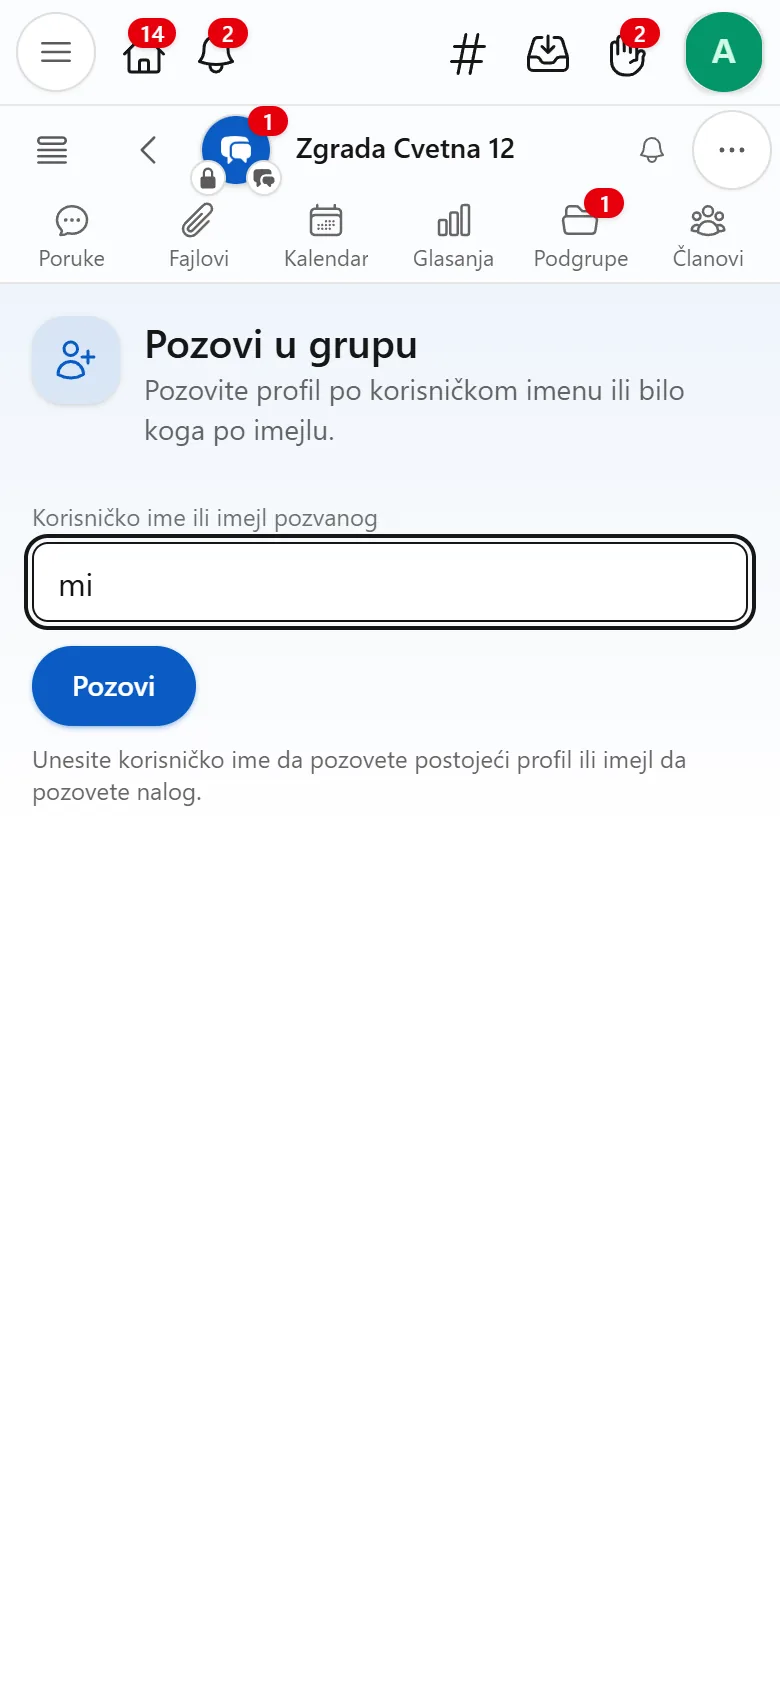 14
2
2
A
1
Zgrada Cvetna 12
Poruke
Fajlovi
Kalendar
Glasanja
1
Podgrupe
Članovi
Pozovi u grupu
Pozovite profil po korisničkom imenu ili bilo
koga po imejlu.
Korisničko ime ili imejl pozvanog
mi
Pozovi
Unesite korisničko ime da pozovete postojeći profil ili imejl da
pozovete nalog.